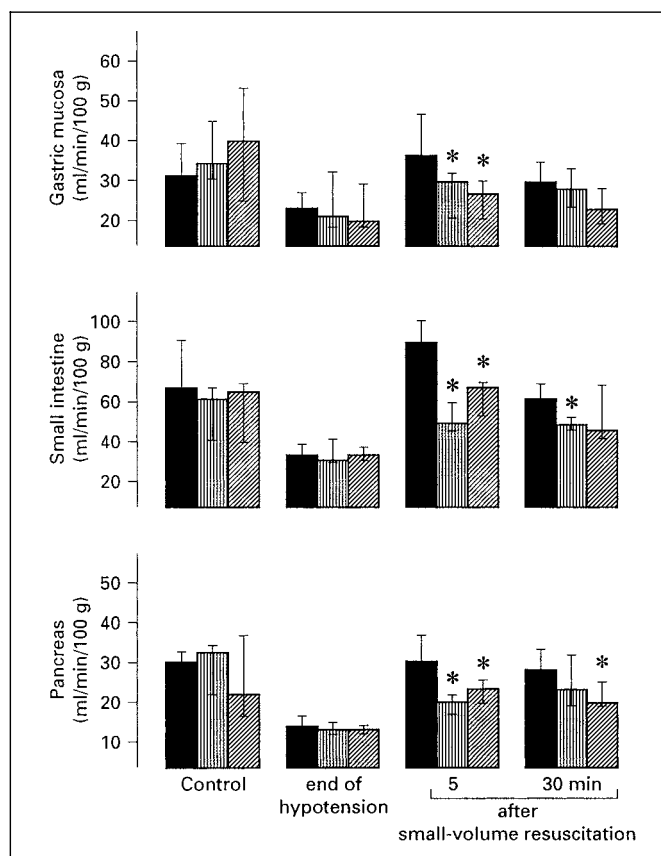 Gastric mucosa
(ml/min/100 g)
60
50
40
30
20
* *
Small intestine
(ml/min/100 g)
100
80
60
40
20
* * *
Pancreas
(ml/min/100 g)
50
40
30
20
10
* * *
Control
end of
hypotension
5
30 min
after
small-volume resuscitation